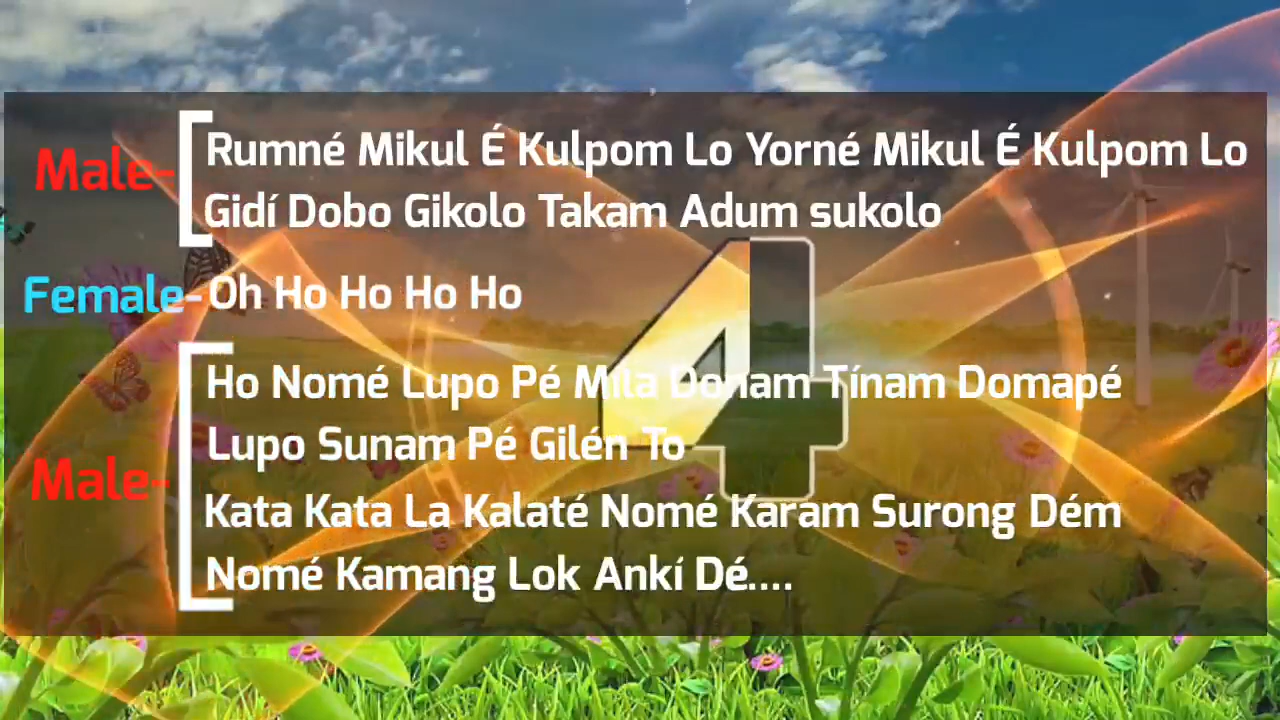 Male- Rumné Mikul É Kulpom Lo Yorné Mikul É Kulpom Lo
Gidí Dobo Gikolo Takam Adum sukolo
Female- Oh Ho Ho Ho Ho
Ho Nomé Lupo Pé Mila Donam Tínam Domapé
Lupo Sunam Pé Gilén To
Male- Kata Kata La Kalaté Nomé Karam Surong Dém
Nomé Kamang Lok Ankí Dé....
4